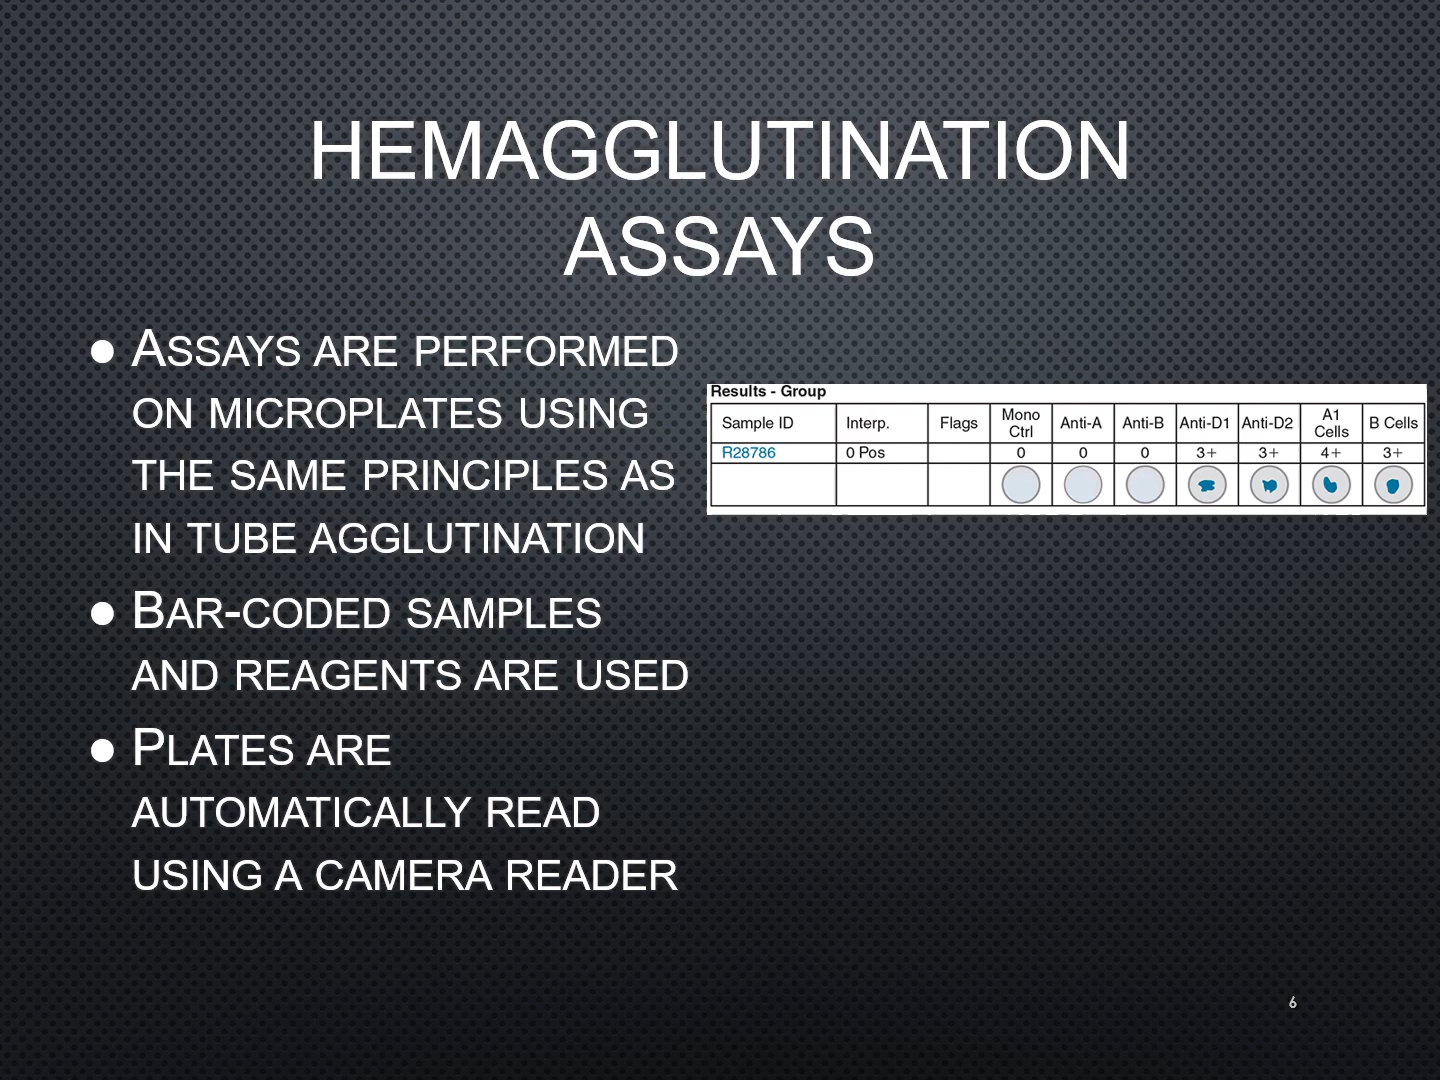 HEMAGGLUTINATION
ASSAYS
● ASSAYS ARE PERFORMED
ON MICROPLATES USING
THE SAME PRINCIPLES AS
IN TUBE AGGLUTINATION
● BAR-CODED SAMPLES
AND REAGENTS ARE USED
● PLATES ARE
AUTOMATICALLY READ
USING A CAMERA READER
Results - Group
Sample ID Interp. Flags Mono Ctrl Anti-A Anti-B Anti-D1 Anti-D2 A1 Cells B Cells
R28786 0 Pos 0 0 0 3+ 3+ 4+ 3+
6